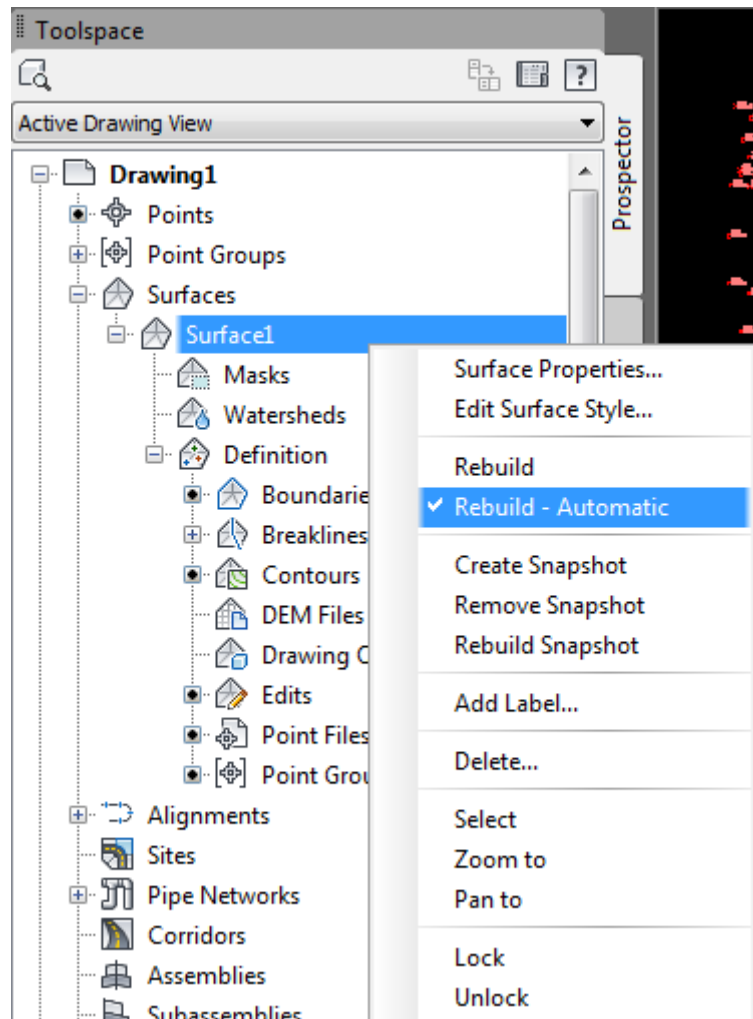 Toolspace
?
Active Drawing View
Prospector
Drawing1
Points
Point Groups
Surfaces
Surface1
Masks
Watersheds
Definition
Boundarie
Breaklines
Contours
DEM Files
Drawing O
Edits
Point Files
Point Grou
Alignments
Sites
Pipe Networks
Corridors
Assemblies
Subassemblies
Surface Properties...
Edit Surface Style...
Rebuild
Rebuild - Automatic
Create Snapshot
Remove Snapshot
Rebuild Snapshot
Add Label...
Delete...
Select
Zoom to
Pan to
Lock
Unlock